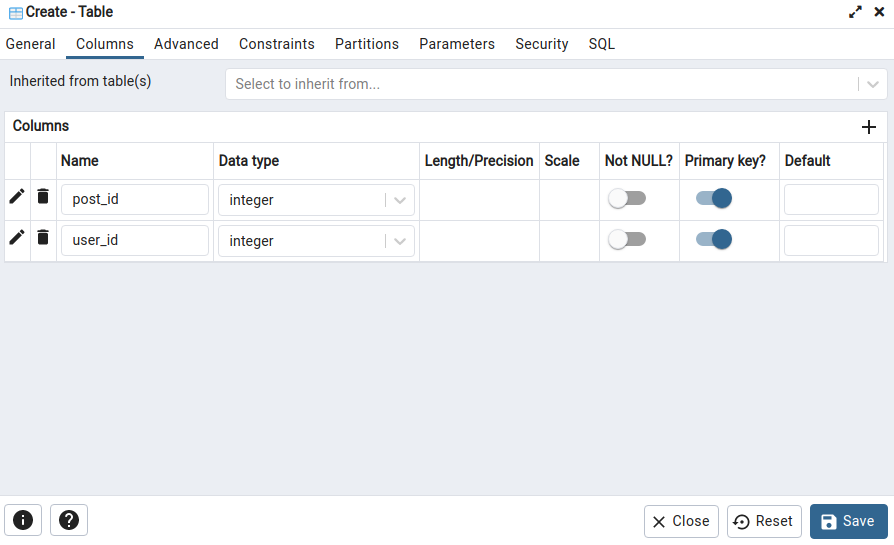 Create - Table
General Columns Advanced Constraints Partitions Parameters Security SQL
Inherited from table(s) Select to inherit from...
Columns
Name Data type Length/Precision Scale Not NULL? Primary key? Default
post_id integer
user_id integer
Close Reset Save